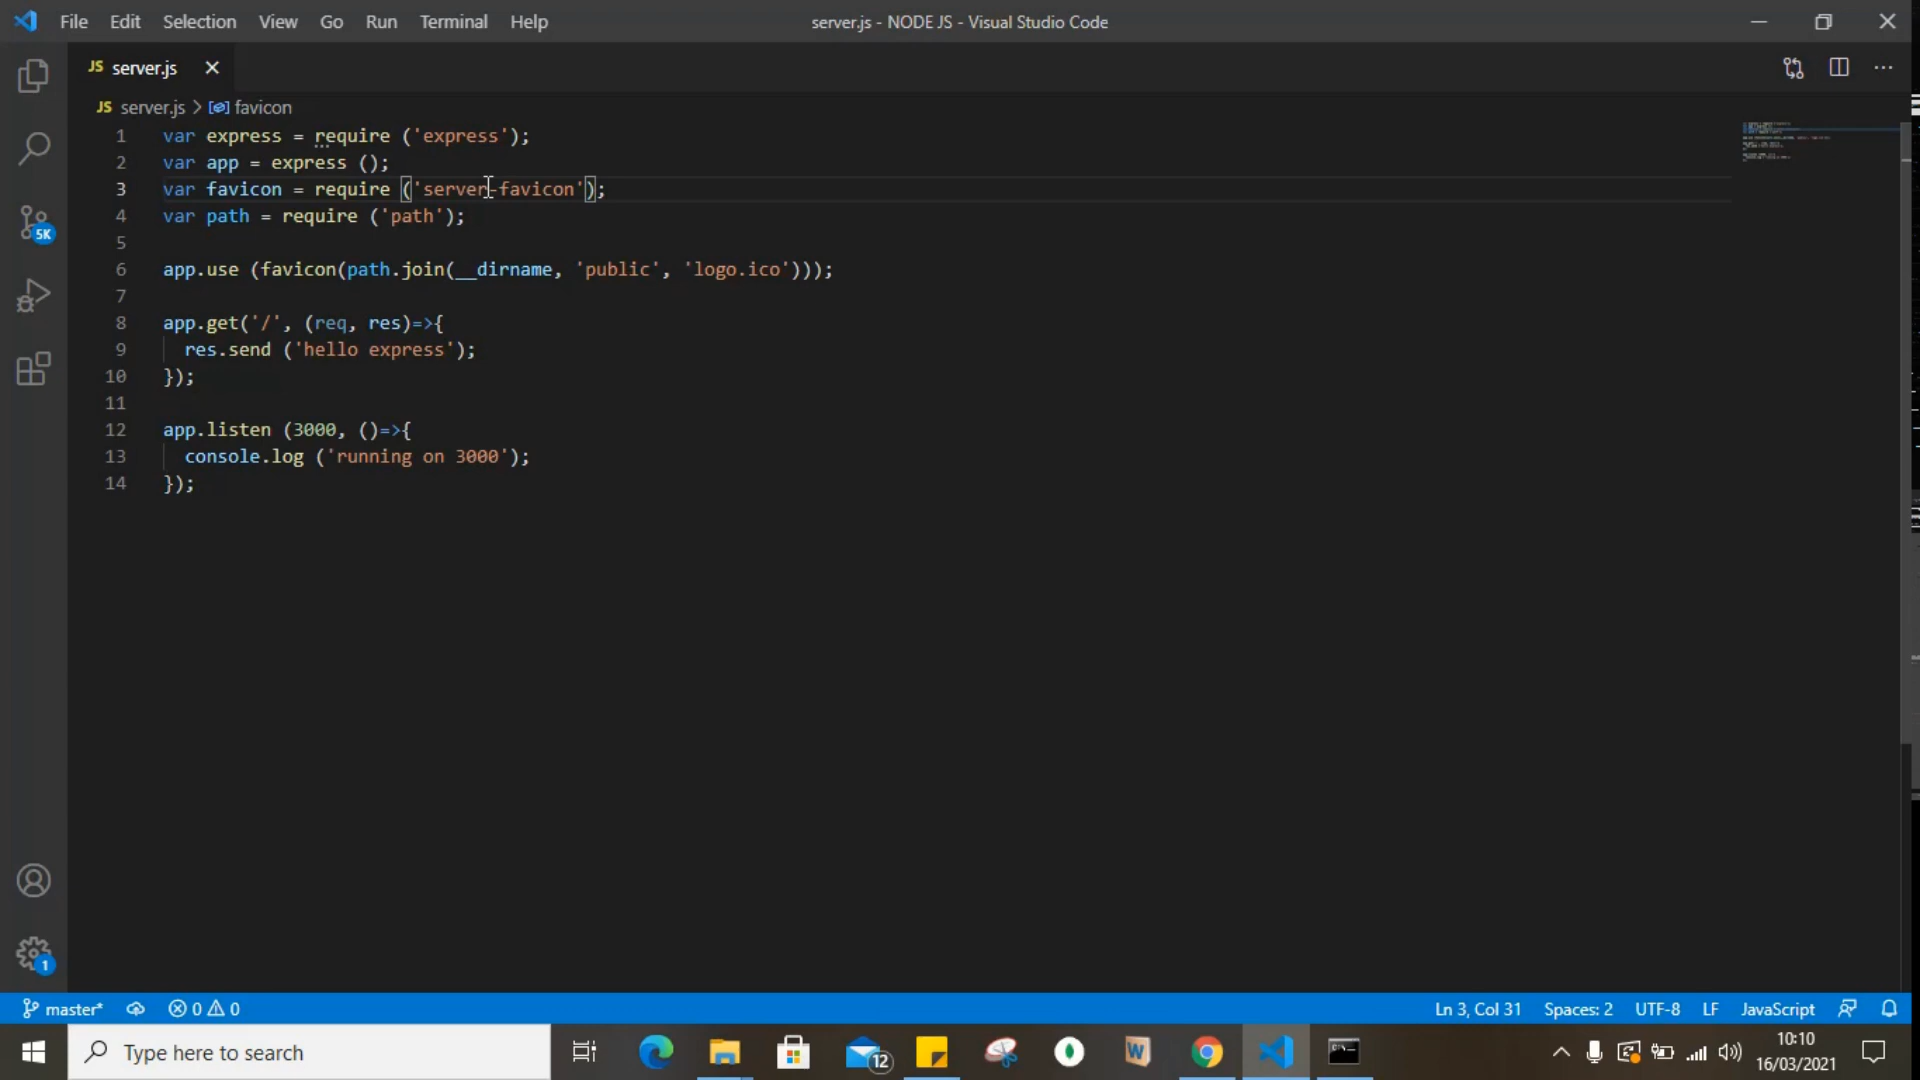 File Edit Selection View Go Run Terminal Help server.js - NODE JS - Visual Studio Code
JS server.js
JS server.js > favicon
1 var express = require ('express');
2 var app = express ();
3 var favicon = require ('server-favicon');
4 var path = require ('path');
5
6 app.use (favicon(path.join(__dirname, 'public', 'logo.ico')));
7
8 app.get('/', (req, res)=>{
9 res.send ('hello express');
10 });
11
12 app.listen (3000, ()=>{
13 console.log ('running on 3000');
14 });
5K
1
master* 0 0 Ln 3, Col 31 Spaces: 2 UTF-8 LF JavaScript
Type here to search 12 W 10:10
16/03/2021